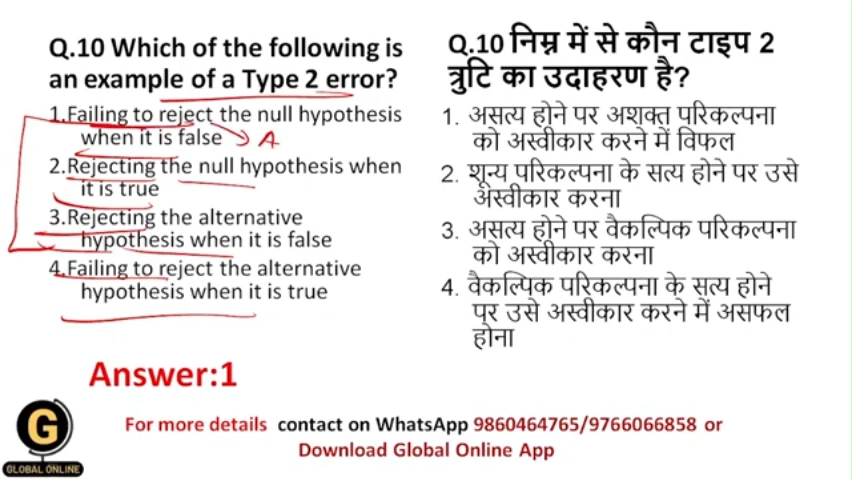 Q.10 Which of the following is
an example of a Type 2 error?
1.Failing to reject the null hypothesis
when it is false
A
2.Rejecting the null hypothesis when
it is true
3.Rejecting the alternative
hypothesis when it is false
4.Failing to reject the alternative
hypothesis when it is true
Q.10 निम्न में से कौन टाइप 2
त्रुटि का उदाहरण है?
1. असत्य होने पर अशक्त परिकल्पना
को अस्वीकार करने में विफल
2. शून्य परिकल्पना के सत्य होने पर उसे
अस्वीकार करना
3. असत्य होने पर वैकल्पिक परिकल्पना
को अस्वीकार करना
4. वैकल्पिक परिकल्पना के सत्य होने
पर उसे अस्वीकार करने में असफल
होना
Answer:1
For more details contact on WhatsApp 9860464765/9766066858 or
Download Global Online App
G
GLOBAL ONLINE